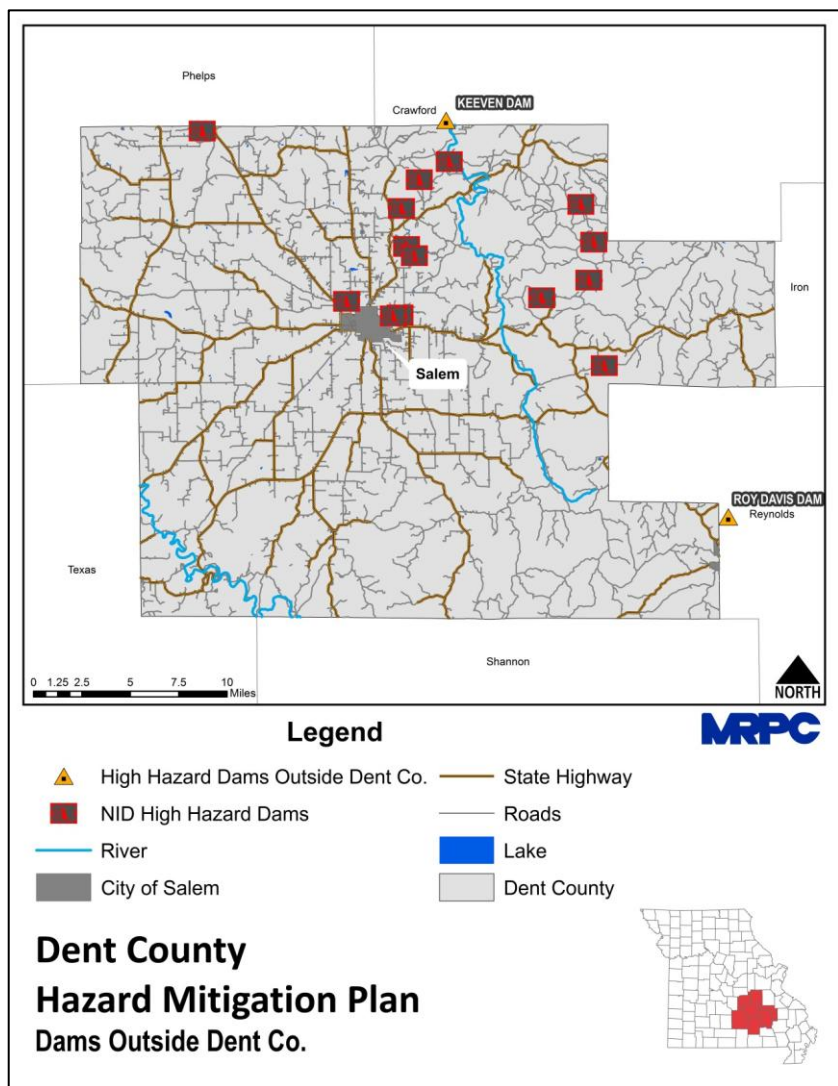 Phelps
Crawford
KEEVEN DAM
Iron
Salem
ROY DAVIS DAM
Reynolds
Texas
Shannon
0 1.25 2.5 5 7.5 10
Miles
NORTH
Legend
MRPC
High Hazard Dams Outside Dent Co.
State Highway
NID High Hazard Dams
Roads
River
Lake
City of Salem
Dent County
Dent County
Hazard Mitigation Plan
Dams Outside Dent Co.